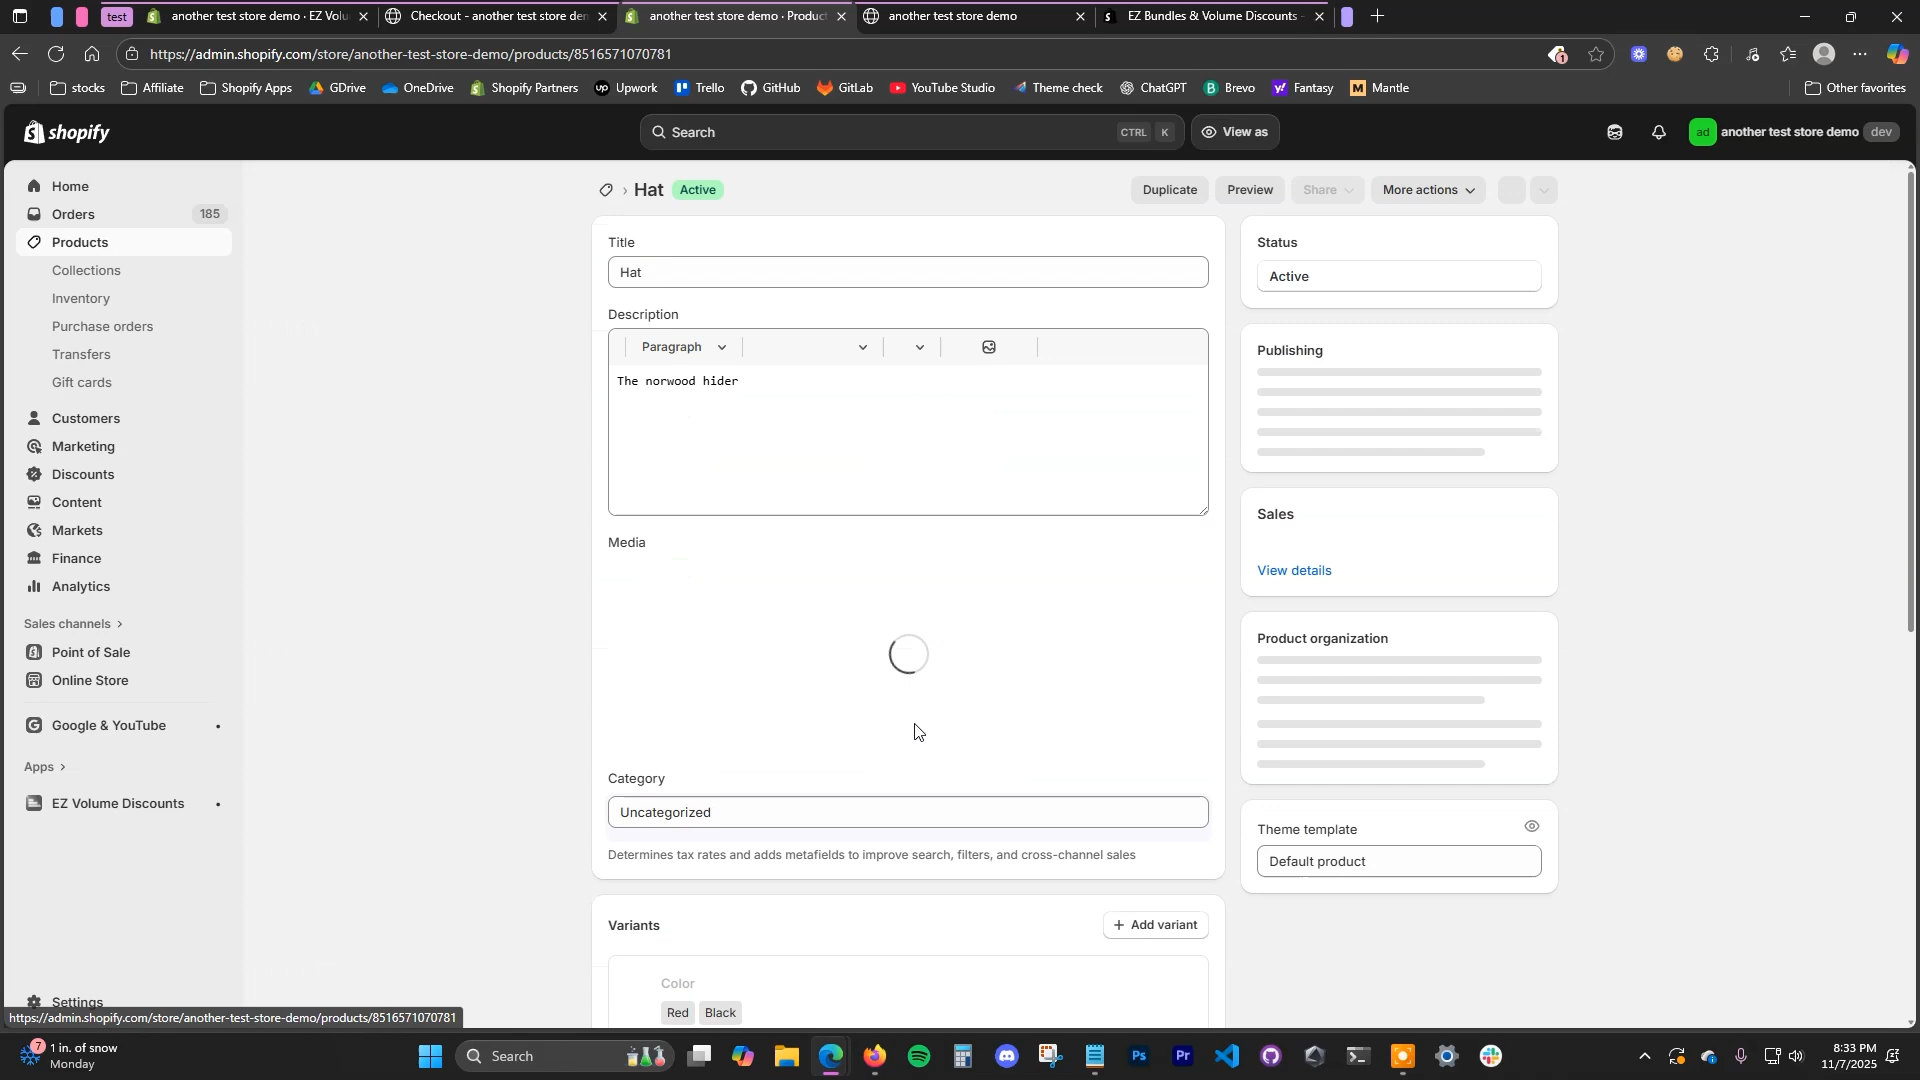 test
another test store demo · EZ Volu
Checkout - another test store der
another test store demo · Produc
another test store demo
EZ Bundles & Volume Discounts -
https://admin.shopify.com/store/another-test-store-demo/products/8516571070781
1
stocks
Affiliate
Shopify Apps
GDrive
OneDrive
Shopify Partners
up
Upwork
Trello
GitHub
GitLab
YouTube Studio
Theme check
ChatGPT
Brevo
Fantasy
Mantle
Other favorites
shopify
Search
CTRL K
View as
ad
another test store demo
dev
Home
Orders
185
Products
Collections
Inventory
Purchase orders
Transfers
Gift cards
Customers
Marketing
Discounts
Content
Markets
Finance
Analytics
Sales channels
Point of Sale
Online Store
Google & YouTube
Apps
EZ Volume Discounts
Settings
Hat
Active
Duplicate
Preview
Share
More actions
Title
Hat
Description
Paragraph
The norwood hider
Media
Category
Uncategorized
Determines tax rates and adds metafields to improve search, filters, and cross-channel sales
Variants
Add variant
Color
Red
Black
Status
Active
Publishing
Sales
View details
Product organization
Theme template
Default product
https://admin.shopify.com/store/another-test-store-demo/products/8516571070781
7
1 in. of snow
Monday
Search
Ps
Pr
8:33 PM
11/7/2025